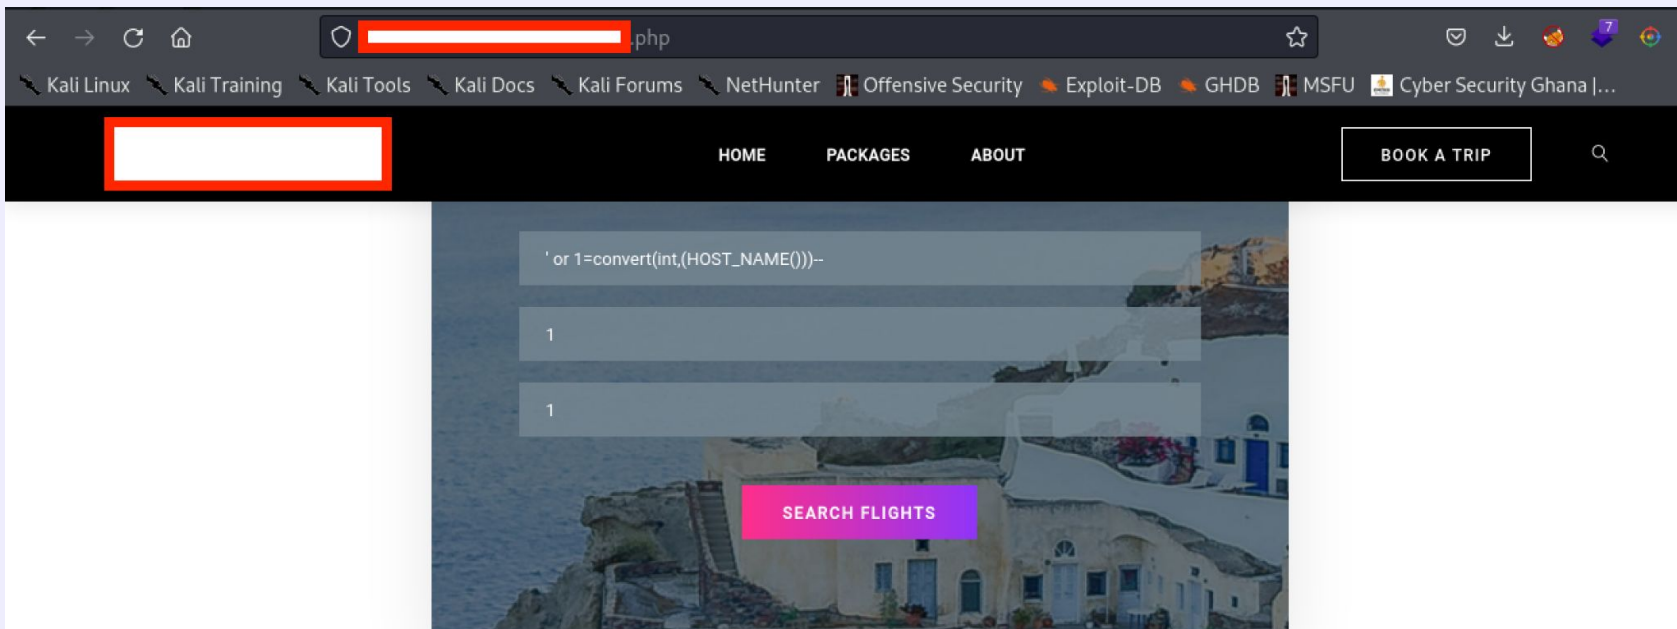 .php
7
Kali Linux Kali Training Kali Tools Kali Docs Kali Forums NetHunter Offensive Security Exploit-DB GHDB MSFU Cyber Security Ghana |...
HOME PACKAGES ABOUT BOOK A TRIP
' or 1=convert(int,(HOST_NAME()))--
1
1
SEARCH FLIGHTS